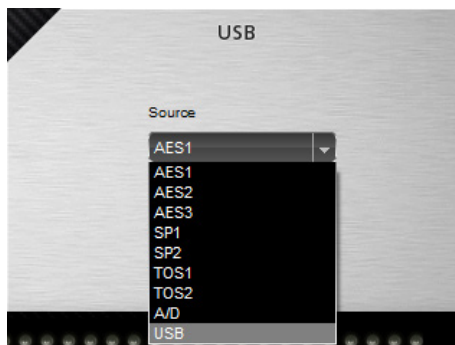 USB
Source
AES1
AES1
AES2
AES3
SP1
SP2
TOS1
TOS2
A/D
USB